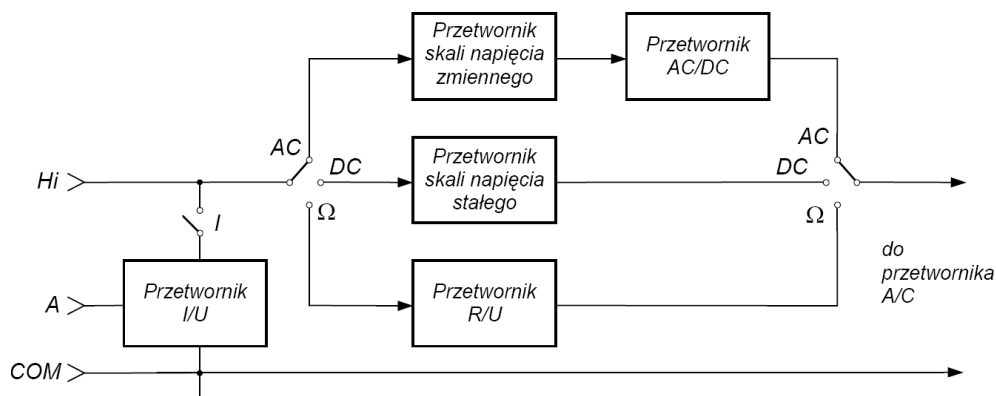 Przetwornik
skali napięcia
zmiennego
Przetwornik
AC/DC
AC
AC
Hi
DC
Przetwornik
skali napięcia
stałego
DC
I
Ω
Ω
do
przetwornika
A/C
A
Przetwornik
I/U
Przetwornik
R/U
COM